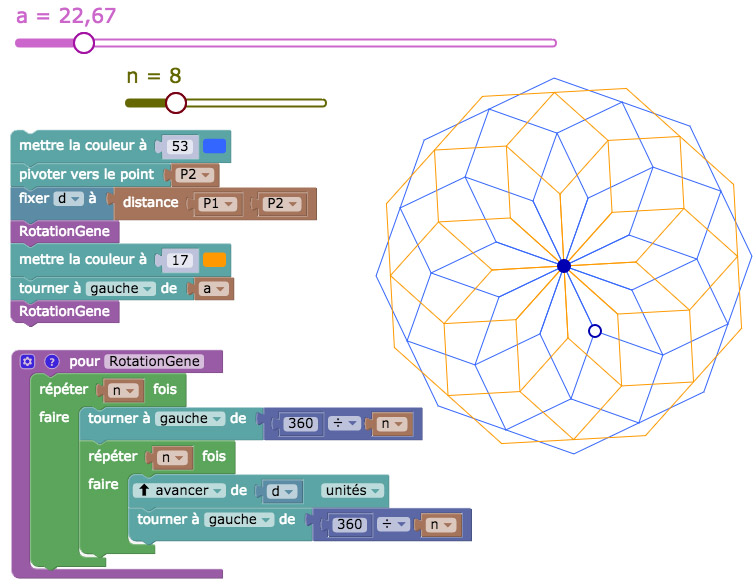 a = 22,67
n = 8
mettre la couleur à 53
pivoter vers le point P2
fixer d à distance P1 P2
RotationGene
mettre la couleur à 17
tourner à gauche de a
RotationGene
? pour RotationGene
répéter n fois
faire tourner à gauche de 360 ÷ n
répéter n fois
faire avancer de d unités
tourner à gauche de 360 ÷ n